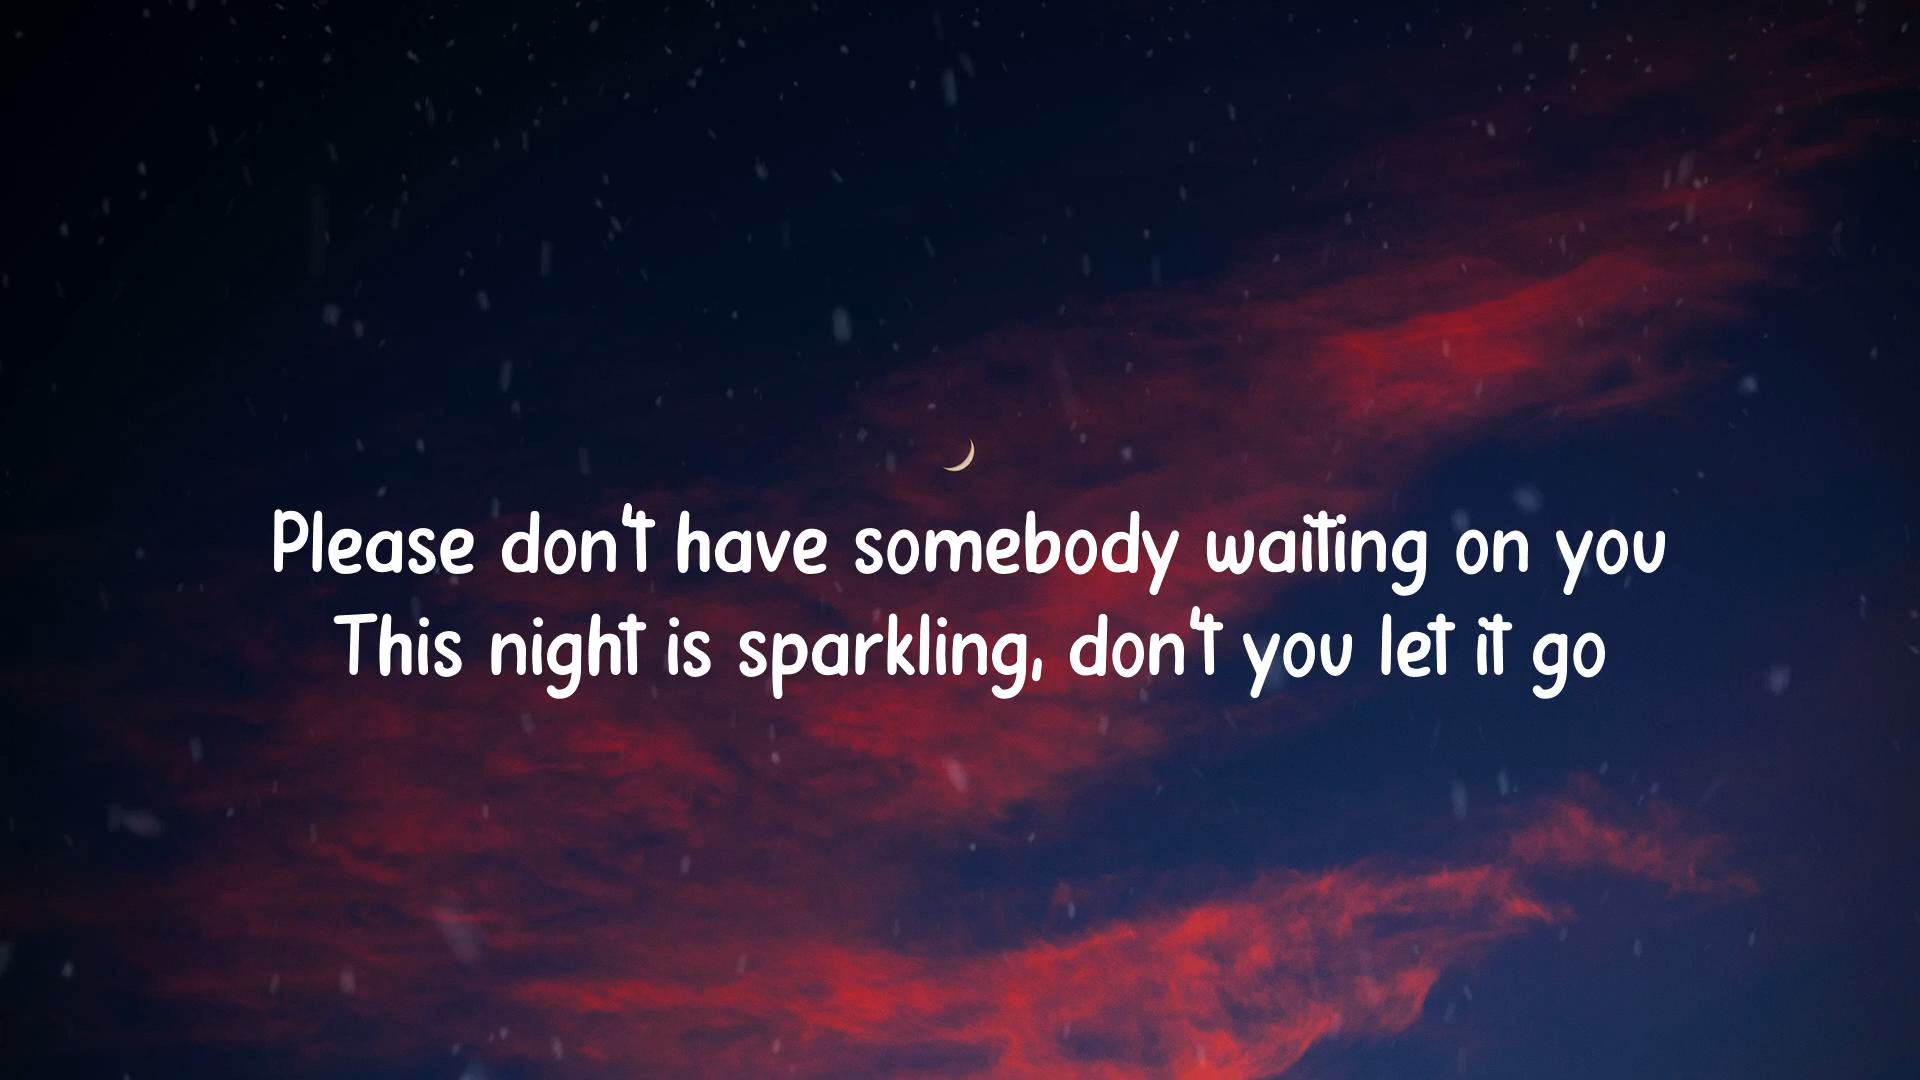 Please don't have somebody waiting on you
This night is sparkling, don't you let it go